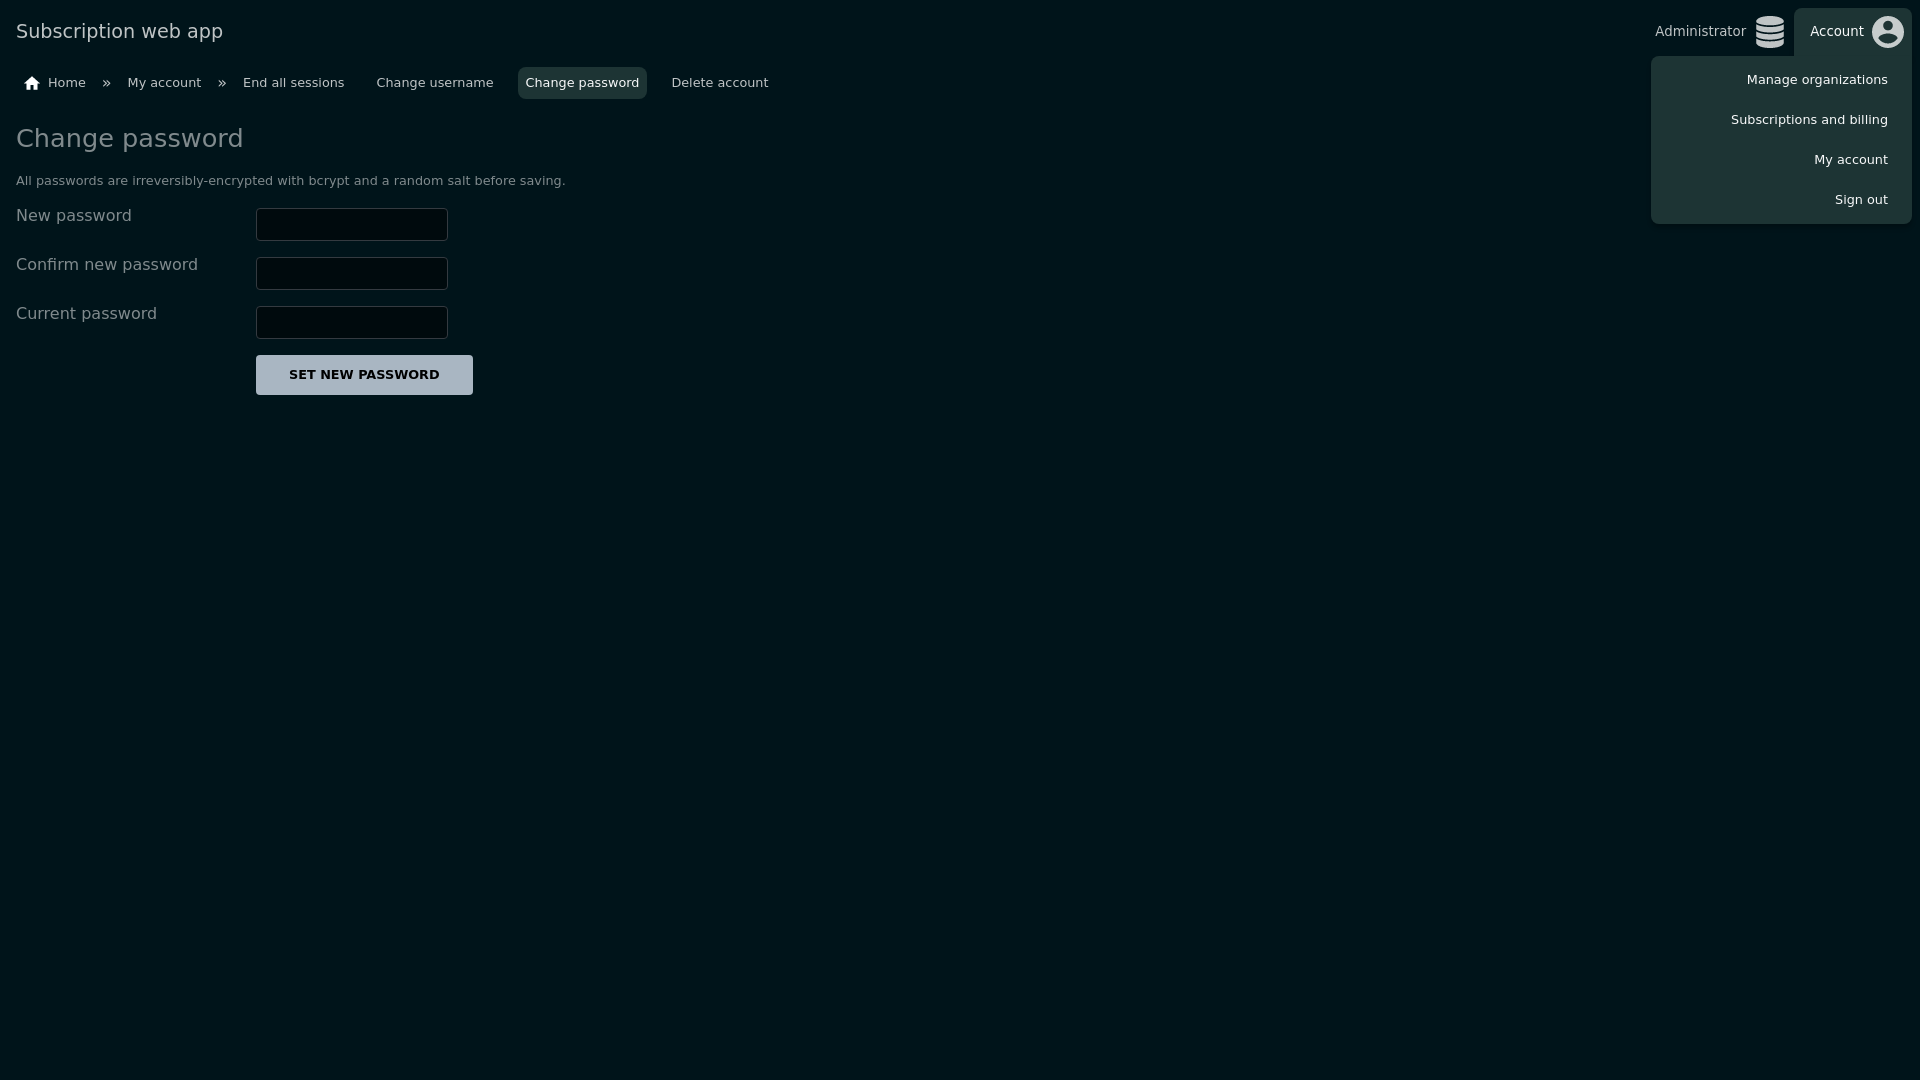 Subscription web app
Administrator
Account
Home » My account » End all sessions Change username Change password Delete account
Manage organizations
Subscriptions and billing
My account
Sign out
Change password
All passwords are irreversibly-encrypted with bcrypt and a random salt before saving.
New password
Confirm new password
Current password
SET NEW PASSWORD